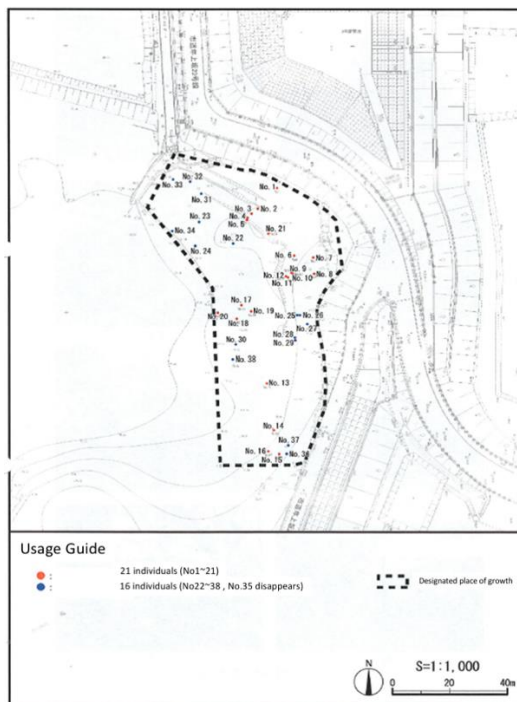 No. 32
No. 33
No. 1
No. 31
No. 3
No. 2
No. 4
No. 5
No. 23
No. 21
No. 34
No. 22
No. 24
No. 6
No. 7
No. 9
No. 12
No. 10
No. 8
No. 11
No. 17
No. 19
No. 20
No. 18
No. 25
No. 26
No. 27
No. 28
No. 29
No. 30
No. 38
No. 13
No. 14
No. 37
No. 16
No. 15
Usage Guide
: 21 individuals (No1~21)
: 16 individuals (No22~38 , No.35 disappears)
Designated place of growth
N
S=1:1,000
0 20 40m